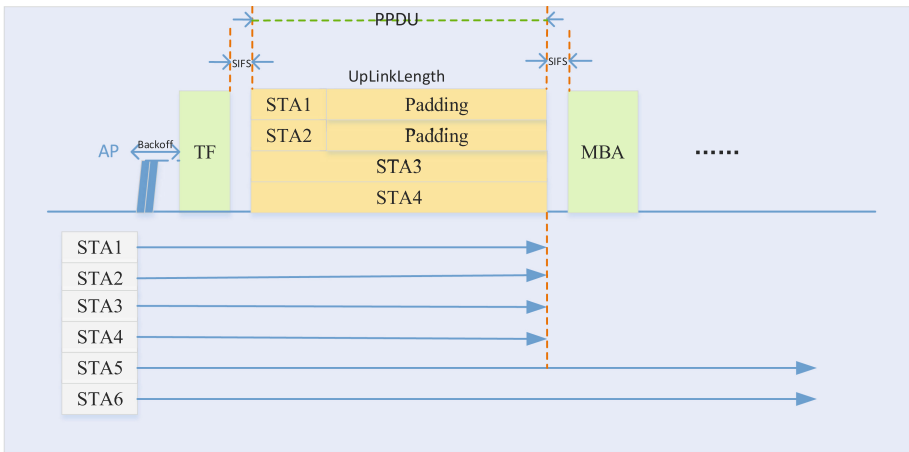 PPDU
SIFS
SIFS
UpLinkLength
STA1 Padding
STA2 Padding
STA3
STA4
AP
Backoff
TF
MBA
......
STA1
STA2
STA3
STA4
STA5
STA6